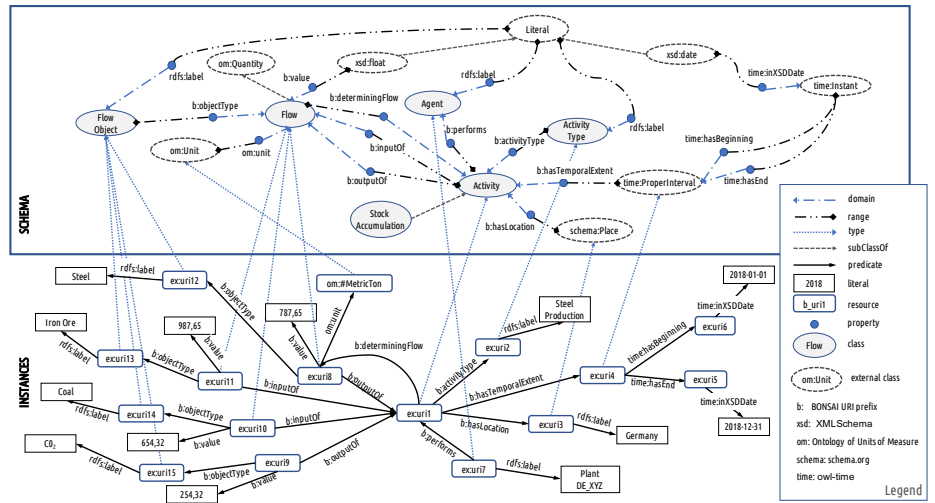 Literal
om:Quantity
xsd:float
xsd:date
rdfs:label
b:value
rdfs:label
time:inXSDDate
time:Instant
b:determiningFlow
Agent
Flow Object
b:objectType
Flow
rdfs:label
b:performs
Activity Type
b:activityType
time:hasBeginning
om:Unit
om:unit
b:inputOf
b:hasTemporalExtent
time:hasEnd
b:outputOf
Activity
time:ProperInterval
Stock Accumulation
b:hasLocation
schema:Place
SCHEMA
domain
range
type
subClassOf
predicate
2018
literal
b_uri1
resource
property
Flow
class
om:Unit
external class
b: BONSAI URI prefix
xsd: XMLSchema
om: Ontology of Units of Measure
schema: schema.org
time: owl-time
Legend
INSTANCES
Steel
rdfs:label
ex:uri12
om:#MetricTon
2018-01-01
b:objectType
om:unit
Iron Ore
987,65
787,65
b:value
Steel Production
time:inXSDDate
rdfs:label
ex:uri13
b:objectType
b:value
ex:uri11
ex:uri8
b:determiningFlow
rdfs:label
ex:uri2
ex:uri6
time:hasBeginning
b:inputOf
b:outputOf
b:activityType
ex:uri4
time:hasEnd
ex:uri5
b:hasTemporalExtent
time:inXSDDate
Coal
rdfs:label
ex:uri14
b:objectType
ex:uri10
b:inputOf
ex:uri1
b:hasLocation
ex:uri3
rdfs:label
Germany
2018-12-31
654,32
b:value
CO₂
rdfs:label
ex:uri15
b:objectType
ex:uri9
b:value
b:outputOf
254,32
b:performs
ex:uri7
rdfs:label
Plant DE_XYZ